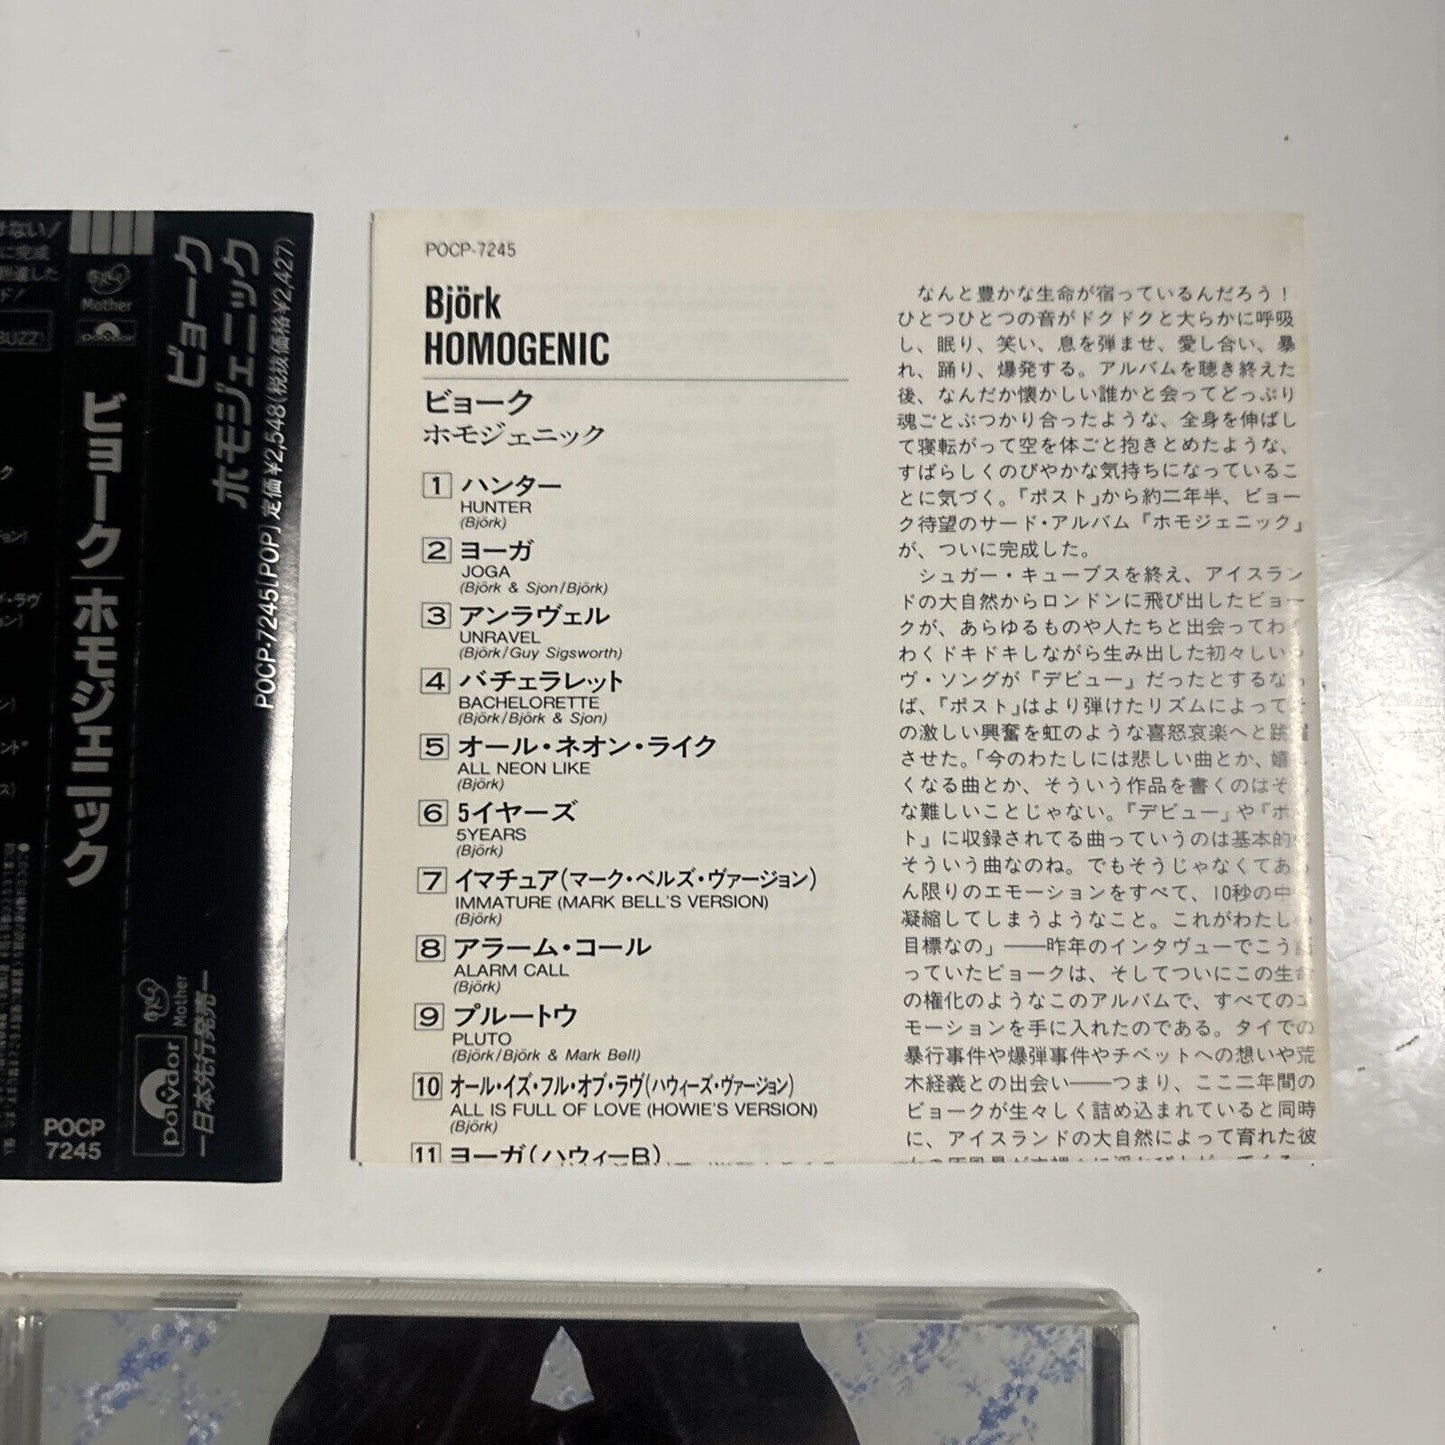 POCP-7245
Björk
HOMOGENIC
ビョーク
ホモジェニック
1 ハンター
HUNTER
(Björk)
2 ヨーガ
JOGA
(Björk & Sjon/Björk)
3 アンラヴェル
UNRAVEL
(Björk/Guy Sigsworth)
4 バチェラレット
BACHELORETTE
(Björk/Björk & Sjon)
5 オール・ネオン・ライク
ALL NEON LIKE
(Björk)
6 5イヤーズ
5YEARS
(Björk)
7 イマチュア(マーク・ベルズ・ヴァージョン)
IMMATURE (MARK BELL'S VERSION)
(Björk)
8 アラーム・コール
ALARM CALL
(Björk)
9 プルートウ
PLUTO
(Björk/Björk & Mark Bell)
10 オール・イズ・フル・オブ・ラヴ(ハウィーズ・ヴァージョン)
ALL IS FULL OF LOVE (HOWIE'S VERSION)
(Björk)
11 ヨーガ(ハウィーB)
なんと豊かな生命が宿っているんだろう!
ひとつひとつの音がドクドクと大らかに呼吸
し、眠り、笑い、息を弾ませ、愛し合い、暴
れ、踊り、爆発する。アルバムを聴き終えた
後、なんだか懐かしい誰かと会ってどっぷり
魂ごとぶつかり合ったような、全身を伸ばし
て寝転がって空を体ごと抱きとめたような、
すばらしくのびやかな気持ちになっているこ
とに気づく。『ポスト』から約二年半、ビョー
ク待望のサード・アルバム『ホモジェニック』
が、ついに完成した。
シュガー・キューブスを終え、アイスラン
ドの大自然からロンドンに飛び出したビョー
クが、あらゆるものや人たちと出会ってわく
わくドキドキしながら生み出した初々しいラ
ヴ・ソングが『デビュー』だったとするなら
ば、『ポスト』はより弾けたリズムによって
の激しい興奮を虹のような喜怒哀楽へと跳躍
させた。「今のわたしには悲しい曲とか、嬉し
くなる曲とか、そういう作品を書くのはそん
な難しいことじゃない。『デビュー』や『ポス
ト』に収録されてる曲っていうのは基本的に
そういう曲なのね。でもそうじゃなくてあ
ん限りのエモーションをすべて、10秒の中に
凝縮してしまうようなこと。これがわたしの
目標なの」——昨年のインタヴューでこう語
っていたビョークは、そしてついにこの生命
の権化のようなこのアルバムで、すべてのエ
モーションを手に入れたのである。タイでの
暴行事件や爆弾事件やチベットへの想いや荒
木経義との出会い——つまり、ここ二年間の
ビョークが生々しく詰め込まれていると同時
に、アイスランドの大自然によって育れた彼
ビョーク
ホモジェニック
POCP-7245[POP] 定価¥2,548(税抜価格¥2,427)
Mother
polydor
—日本先行発売—
Mother
polydor
ビョーク|ホモジェニック
POCP
7245
BUZZ